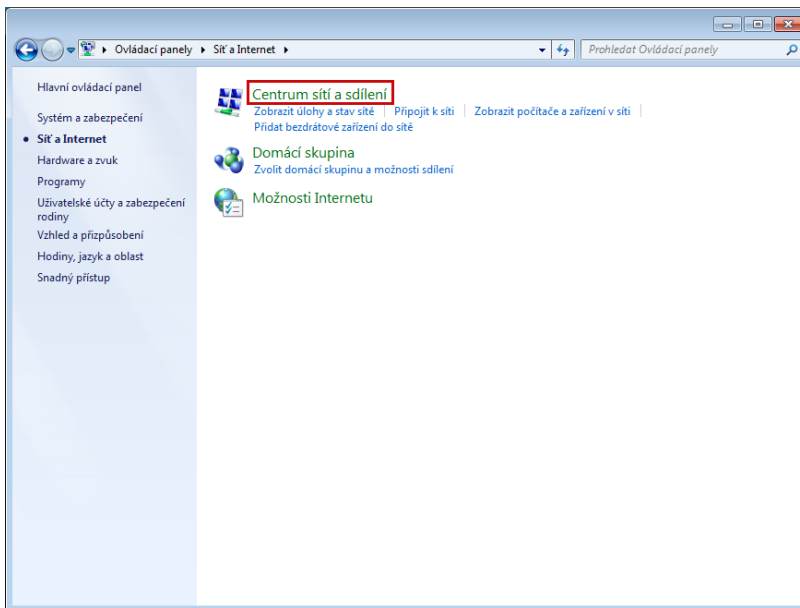 Ovládací panely Síť a Internet Prohledat Ovládací panely
Hlavní ovládací panel
Systém a zabezpečení
Síť a Internet
Hardware a zvuk
Programy
Uživatelské účty a zabezpečení
rodiny
Vzhled a přizpůsobení
Hodiny, jazyk a oblast
Snadný přístup
Centrum sítí a sdílení
Zobrazit úlohy a stav sítě Připojit k síti Zobrazit počítače a zařízení v síti
Přidat bezdrátové zařízení do sítě
Domácí skupina
Zvolit domácí skupinu a možnosti sdílení
Možnosti Internetu